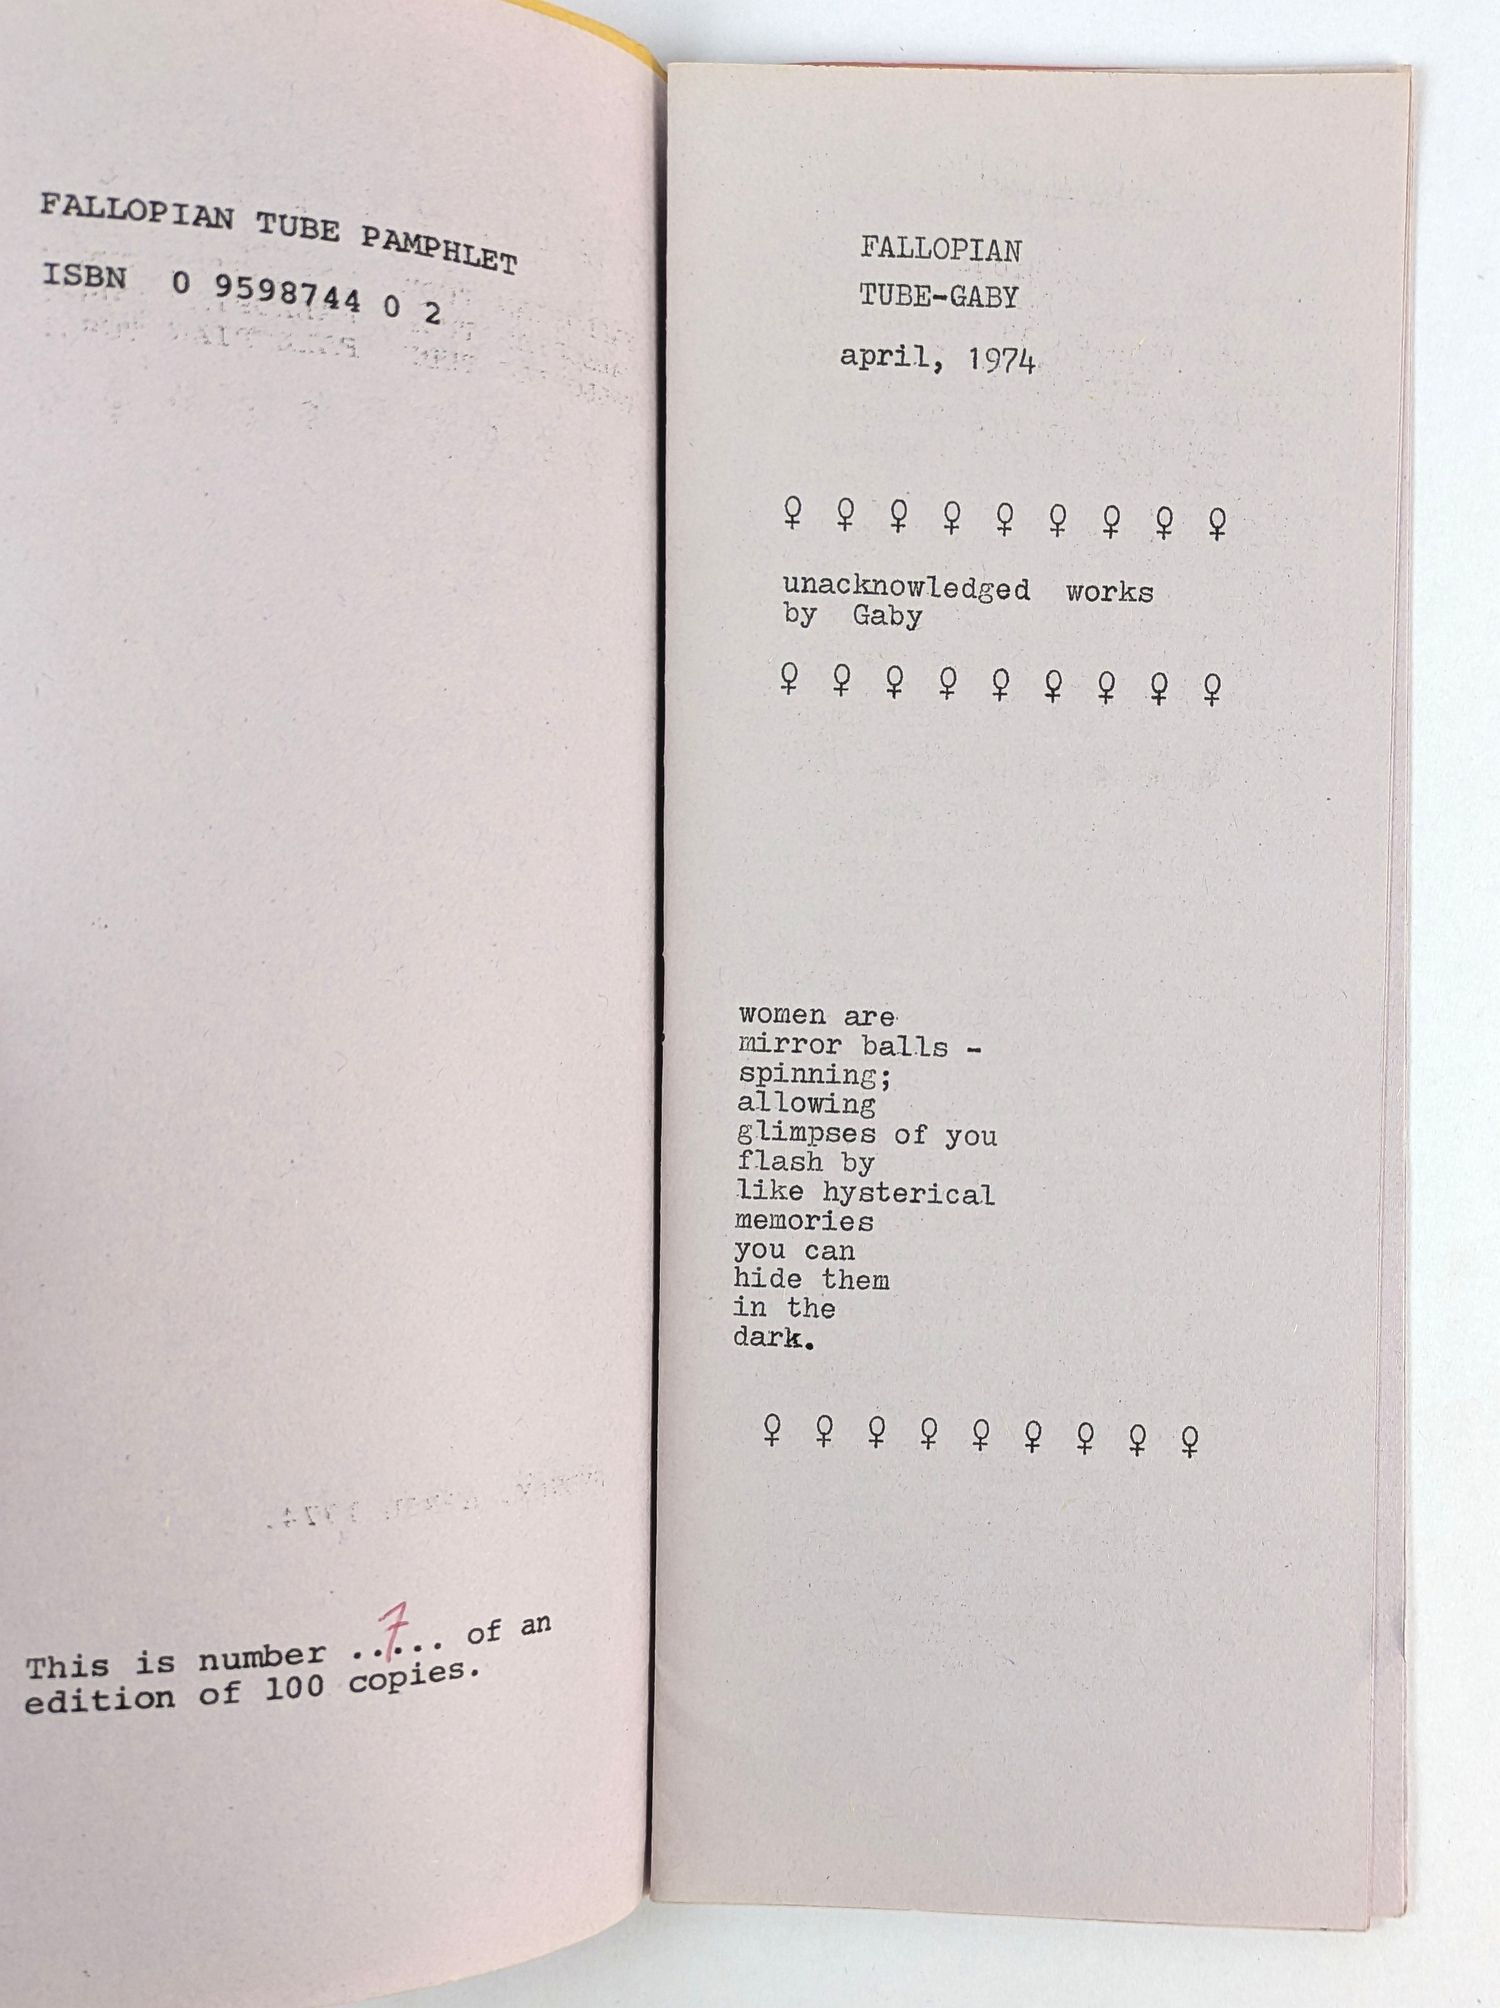 FALLOPIAN TUBE PAMPHLET
ISBN 0 9598744 0 2
This is number ..7... of an
edition of 100 copies.
FALLOPIAN
TUBE-GABY
april, 1974
♀ ♀ ♀ ♀ ♀ ♀ ♀ ♀ ♀
unacknowledged works
by Gaby
♀ ♀ ♀ ♀ ♀ ♀ ♀ ♀ ♀
women are
mirror balls -
spinning;
allowing
glimpses of you
flash by
like hysterical
memories
you can
hide them
in the
dark.
♀ ♀ ♀ ♀ ♀ ♀ ♀ ♀ ♀